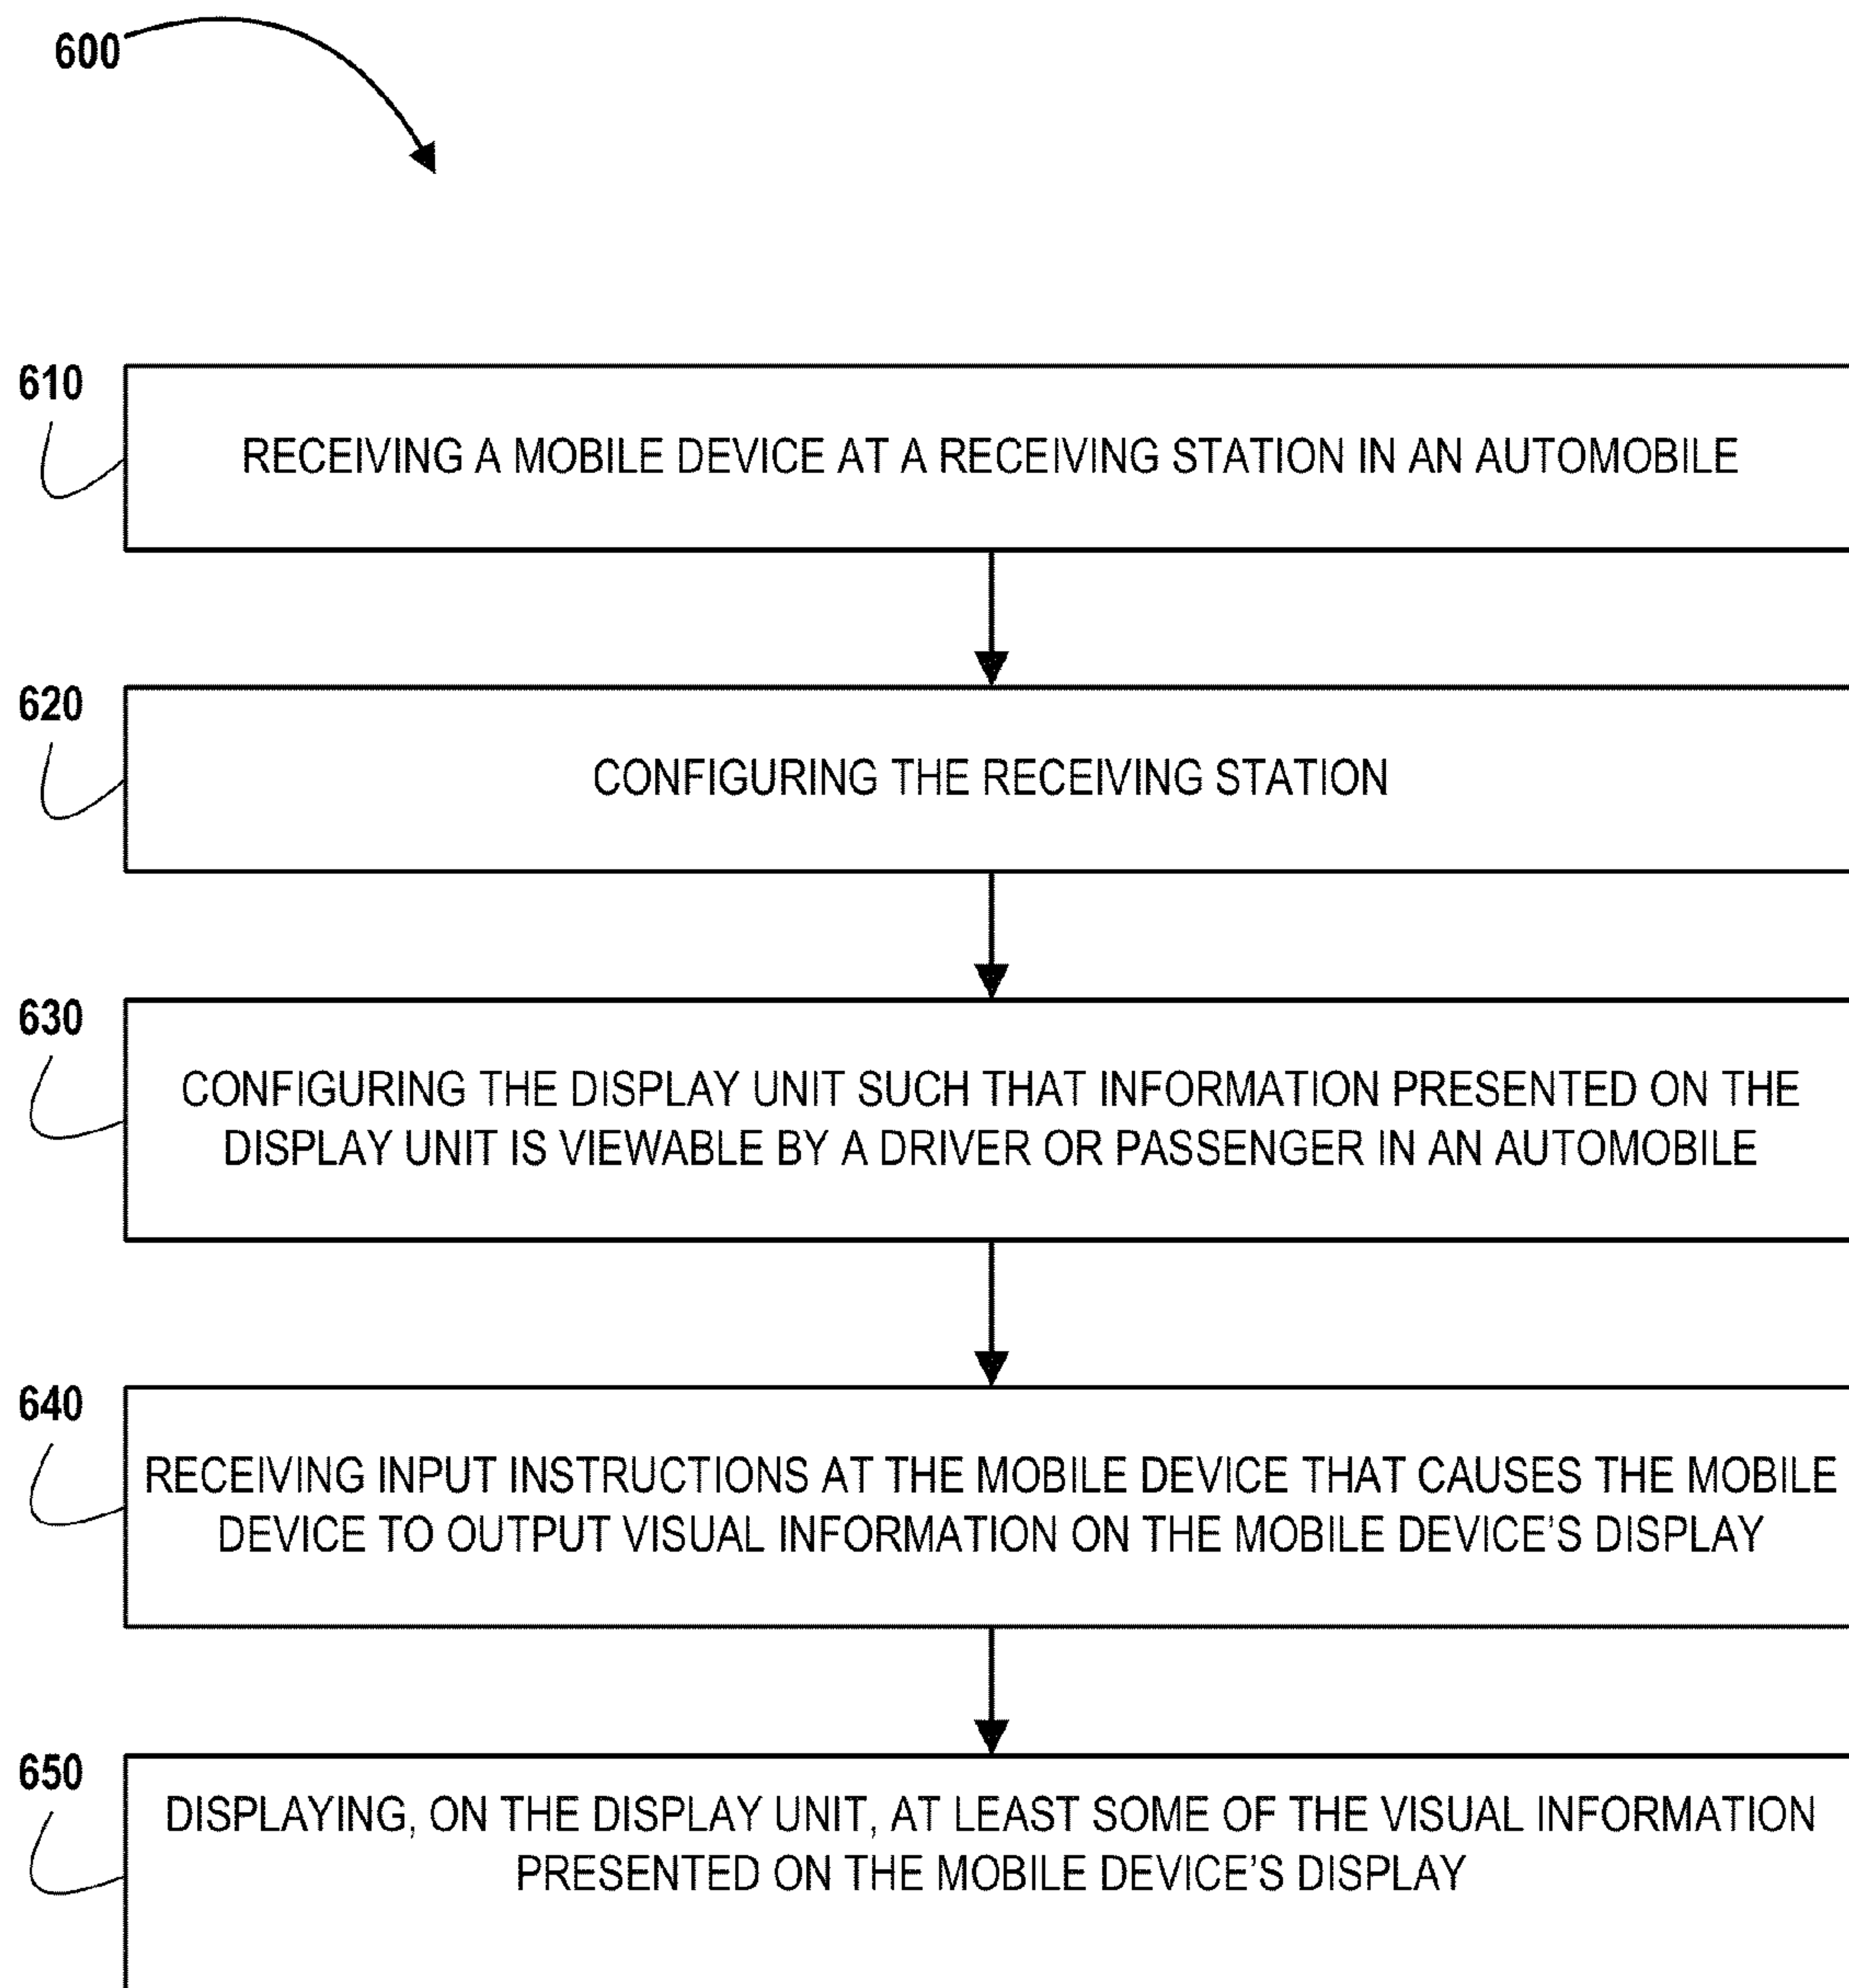 600
610
RECEIVING A MOBILE DEVICE AT A RECEIVING STATION IN AN AUTOMOBILE
620
CONFIGURING THE RECEIVING STATION
630
CONFIGURING THE DISPLAY UNIT SUCH THAT INFORMATION PRESENTED ON THE
DISPLAY UNIT IS VIEWABLE BY A DRIVER OR PASSENGER IN AN AUTOMOBILE
640
RECEIVING INPUT INSTRUCTIONS AT THE MOBILE DEVICE THAT CAUSES THE MOBILE
DEVICE TO OUTPUT VISUAL INFORMATION ON THE MOBILE DEVICE’S DISPLAY
650
DISPLAYING, ON THE DISPLAY UNIT, AT LEAST SOME OF THE VISUAL INFORMATION
PRESENTED ON THE MOBILE DEVICE’S DISPLAY